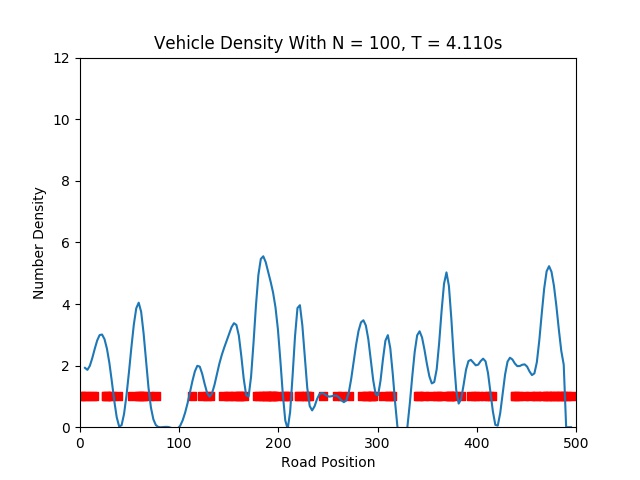 Vehicle Density With N = 100, T = 4.110s
12
10
8
6
4
2
0
Number Density
0 100 200 300 400 500
Road Position